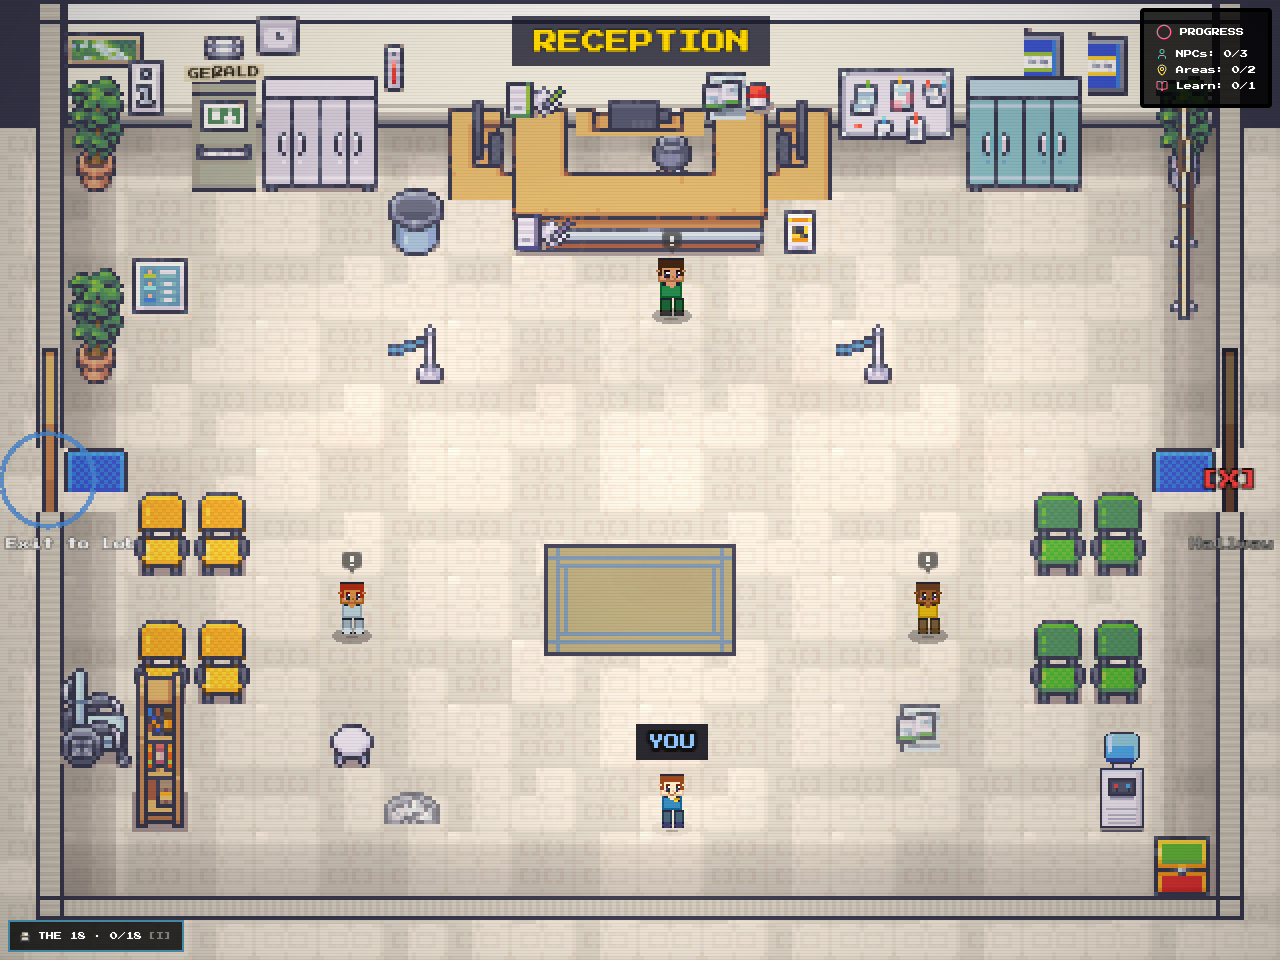 RECEPTION
PROGRESS
NPCs: 0/3
Areas: 0/2
Learn: 0/1
GERALD
!
[X]
Exit to Lob
Hallway
!
!
YOU
THE 18 · 0/18 [I]